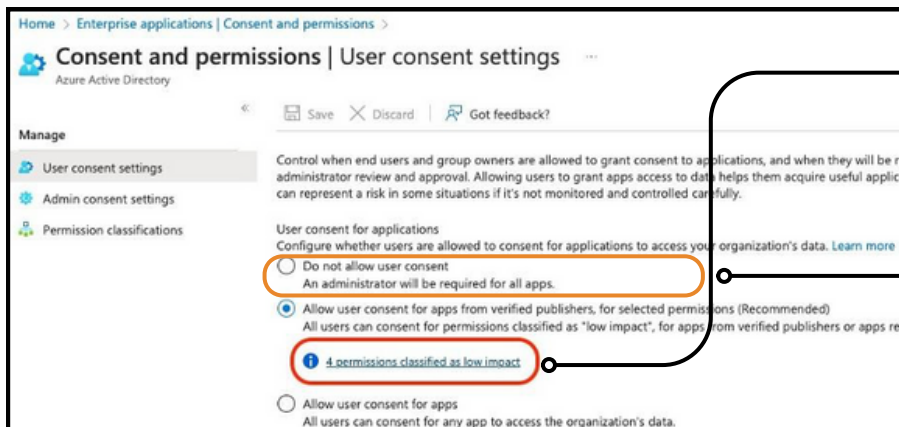 Home > Enterprise applications | Consent and permissions >
Consent and permissions | User consent settings ...
Azure Active Directory
«
Save Discard | Got feedback?
Manage
User consent settings
Admin consent settings
Permission classifications
Control when end users and group owners are allowed to grant consent to applications, and when they will be
administrator review and approval. Allowing users to grant apps access to data helps them acquire useful
can represent a risk in some situations if it's not monitored and controlled carefully.
User consent for applications
Configure whether users are allowed to consent for applications to access your organization's data. Learn more
Do not allow user consent
An administrator will be required for all apps.
Allow user consent for apps from verified publishers, for selected permissions (Recommended)
All users can consent for permissions classified as "low impact", for apps from verified publishers or apps
4 permissions classified as low impact
Allow user consent for apps
All users can consent for any app to access the organization's data.